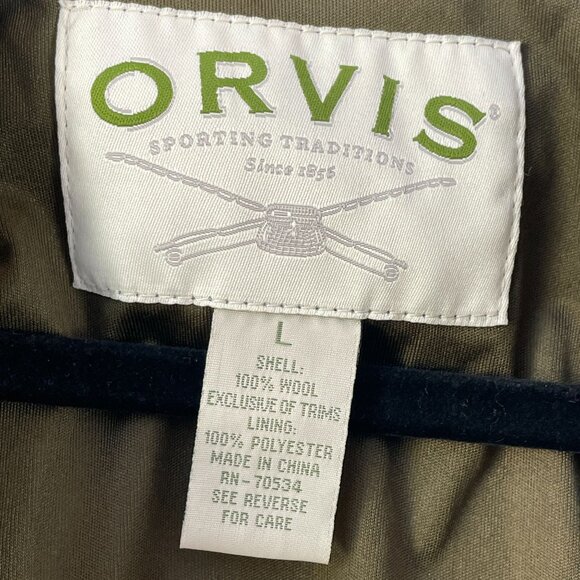 ORVIS®
SPORTING TRADITIONS
Since 1856
L
SHELL:
100% WOOL
EXCLUSIVE OF TRIMS
LINING:
100% POLYESTER
MADE IN CHINA
RN-70534
SEE REVERSE
FOR CARE